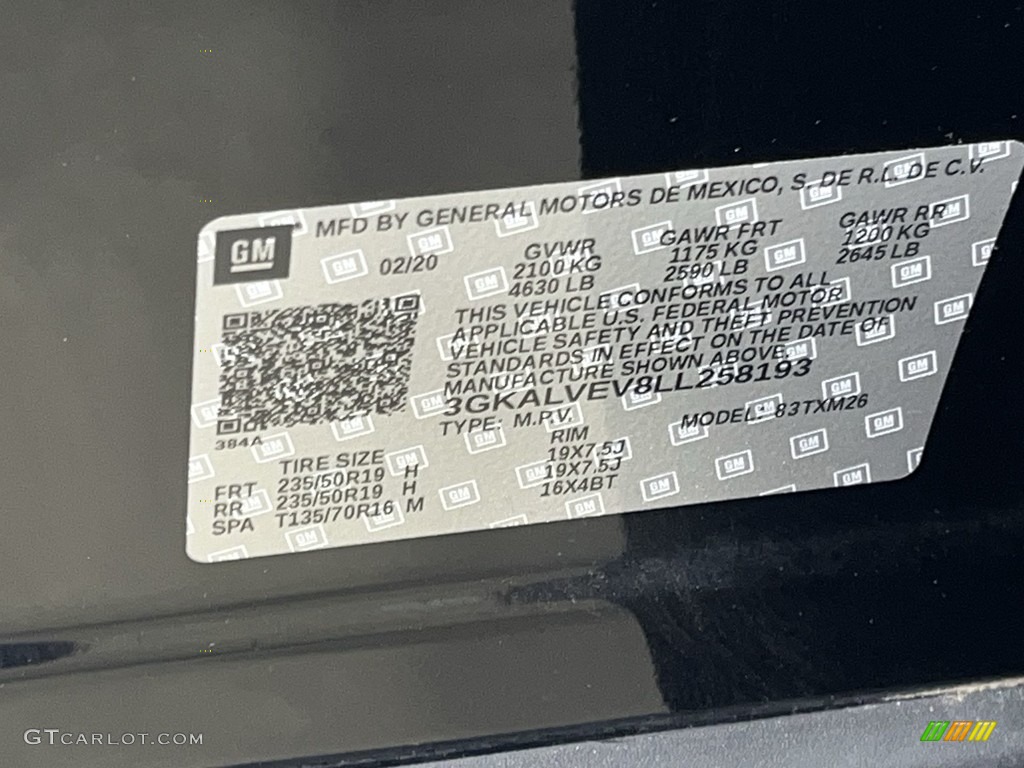 MFD BY GENERAL MOTORS DE MEXICO, S. DE R.L. DE C.V.
GM
02/20
GVWR
2100 KG
4630 LB
GAWR FRT
1175 KG
2590 LB
GAWR RR
1200 KG
2645 LB
THIS VEHICLE CONFORMS TO ALL
APPLICABLE U.S. FEDERAL MOTOR
VEHICLE SAFETY AND THEFT PREVENTION
STANDARDS IN EFFECT ON THE DATE OF
MANUFACTURE SHOWN ABOVE.
3GKALVEV8LL258193
TYPE: M.P.V.
MODEL: 83TXM26
384A
TIRE SIZE
RIM
FRT 235/50R19 H 19X7.5J
RR 235/50R19 H 19X7.5J
SPA T135/70R16 M 16X4BT
GTCARLOT.COM